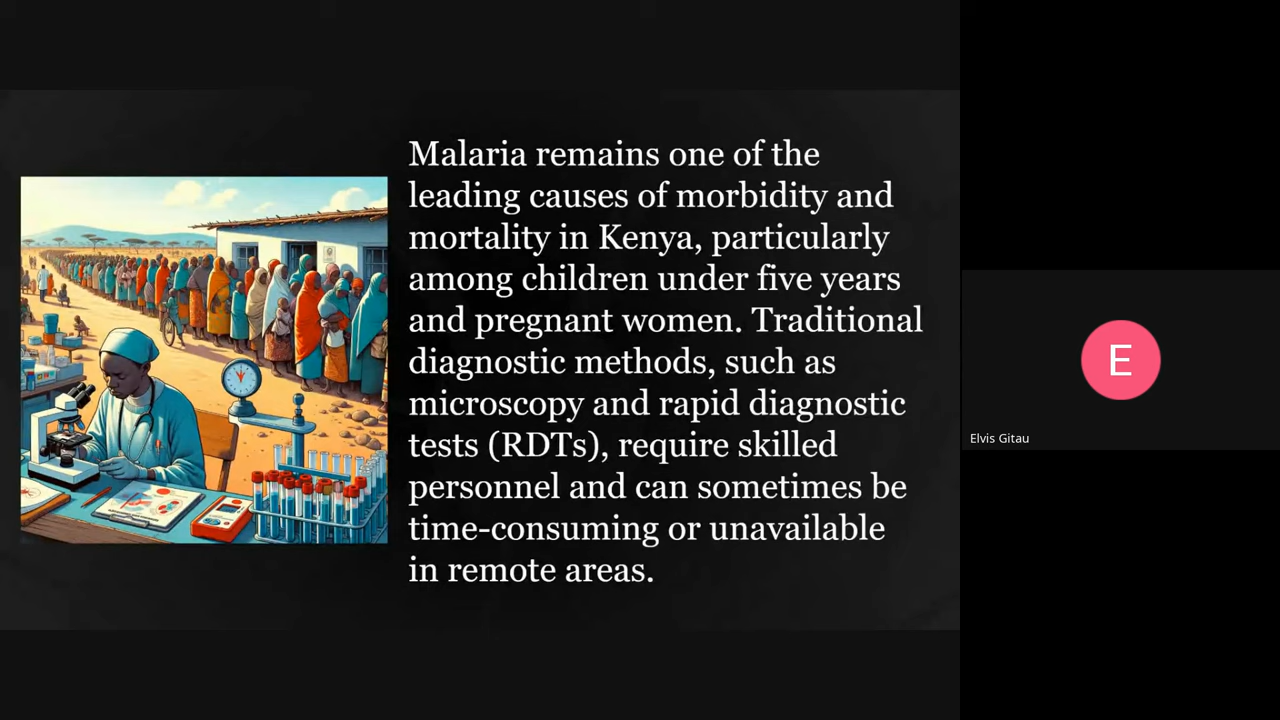 Malaria remains one of the
leading causes of morbidity and
mortality in Kenya, particularly
among children under five years
and pregnant women. Traditional
diagnostic methods, such as
microscopy and rapid diagnostic
tests (RDTs), require skilled
personnel and can sometimes be
time-consuming or unavailable
in remote areas.
E
Elvis Gitau